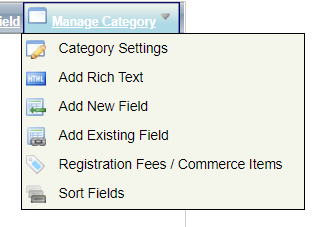 ield Manage Category
Category Settings
HTML
Add Rich Text
Add New Field
Add Existing Field
Registration Fees / Commerce Items
Sort Fields